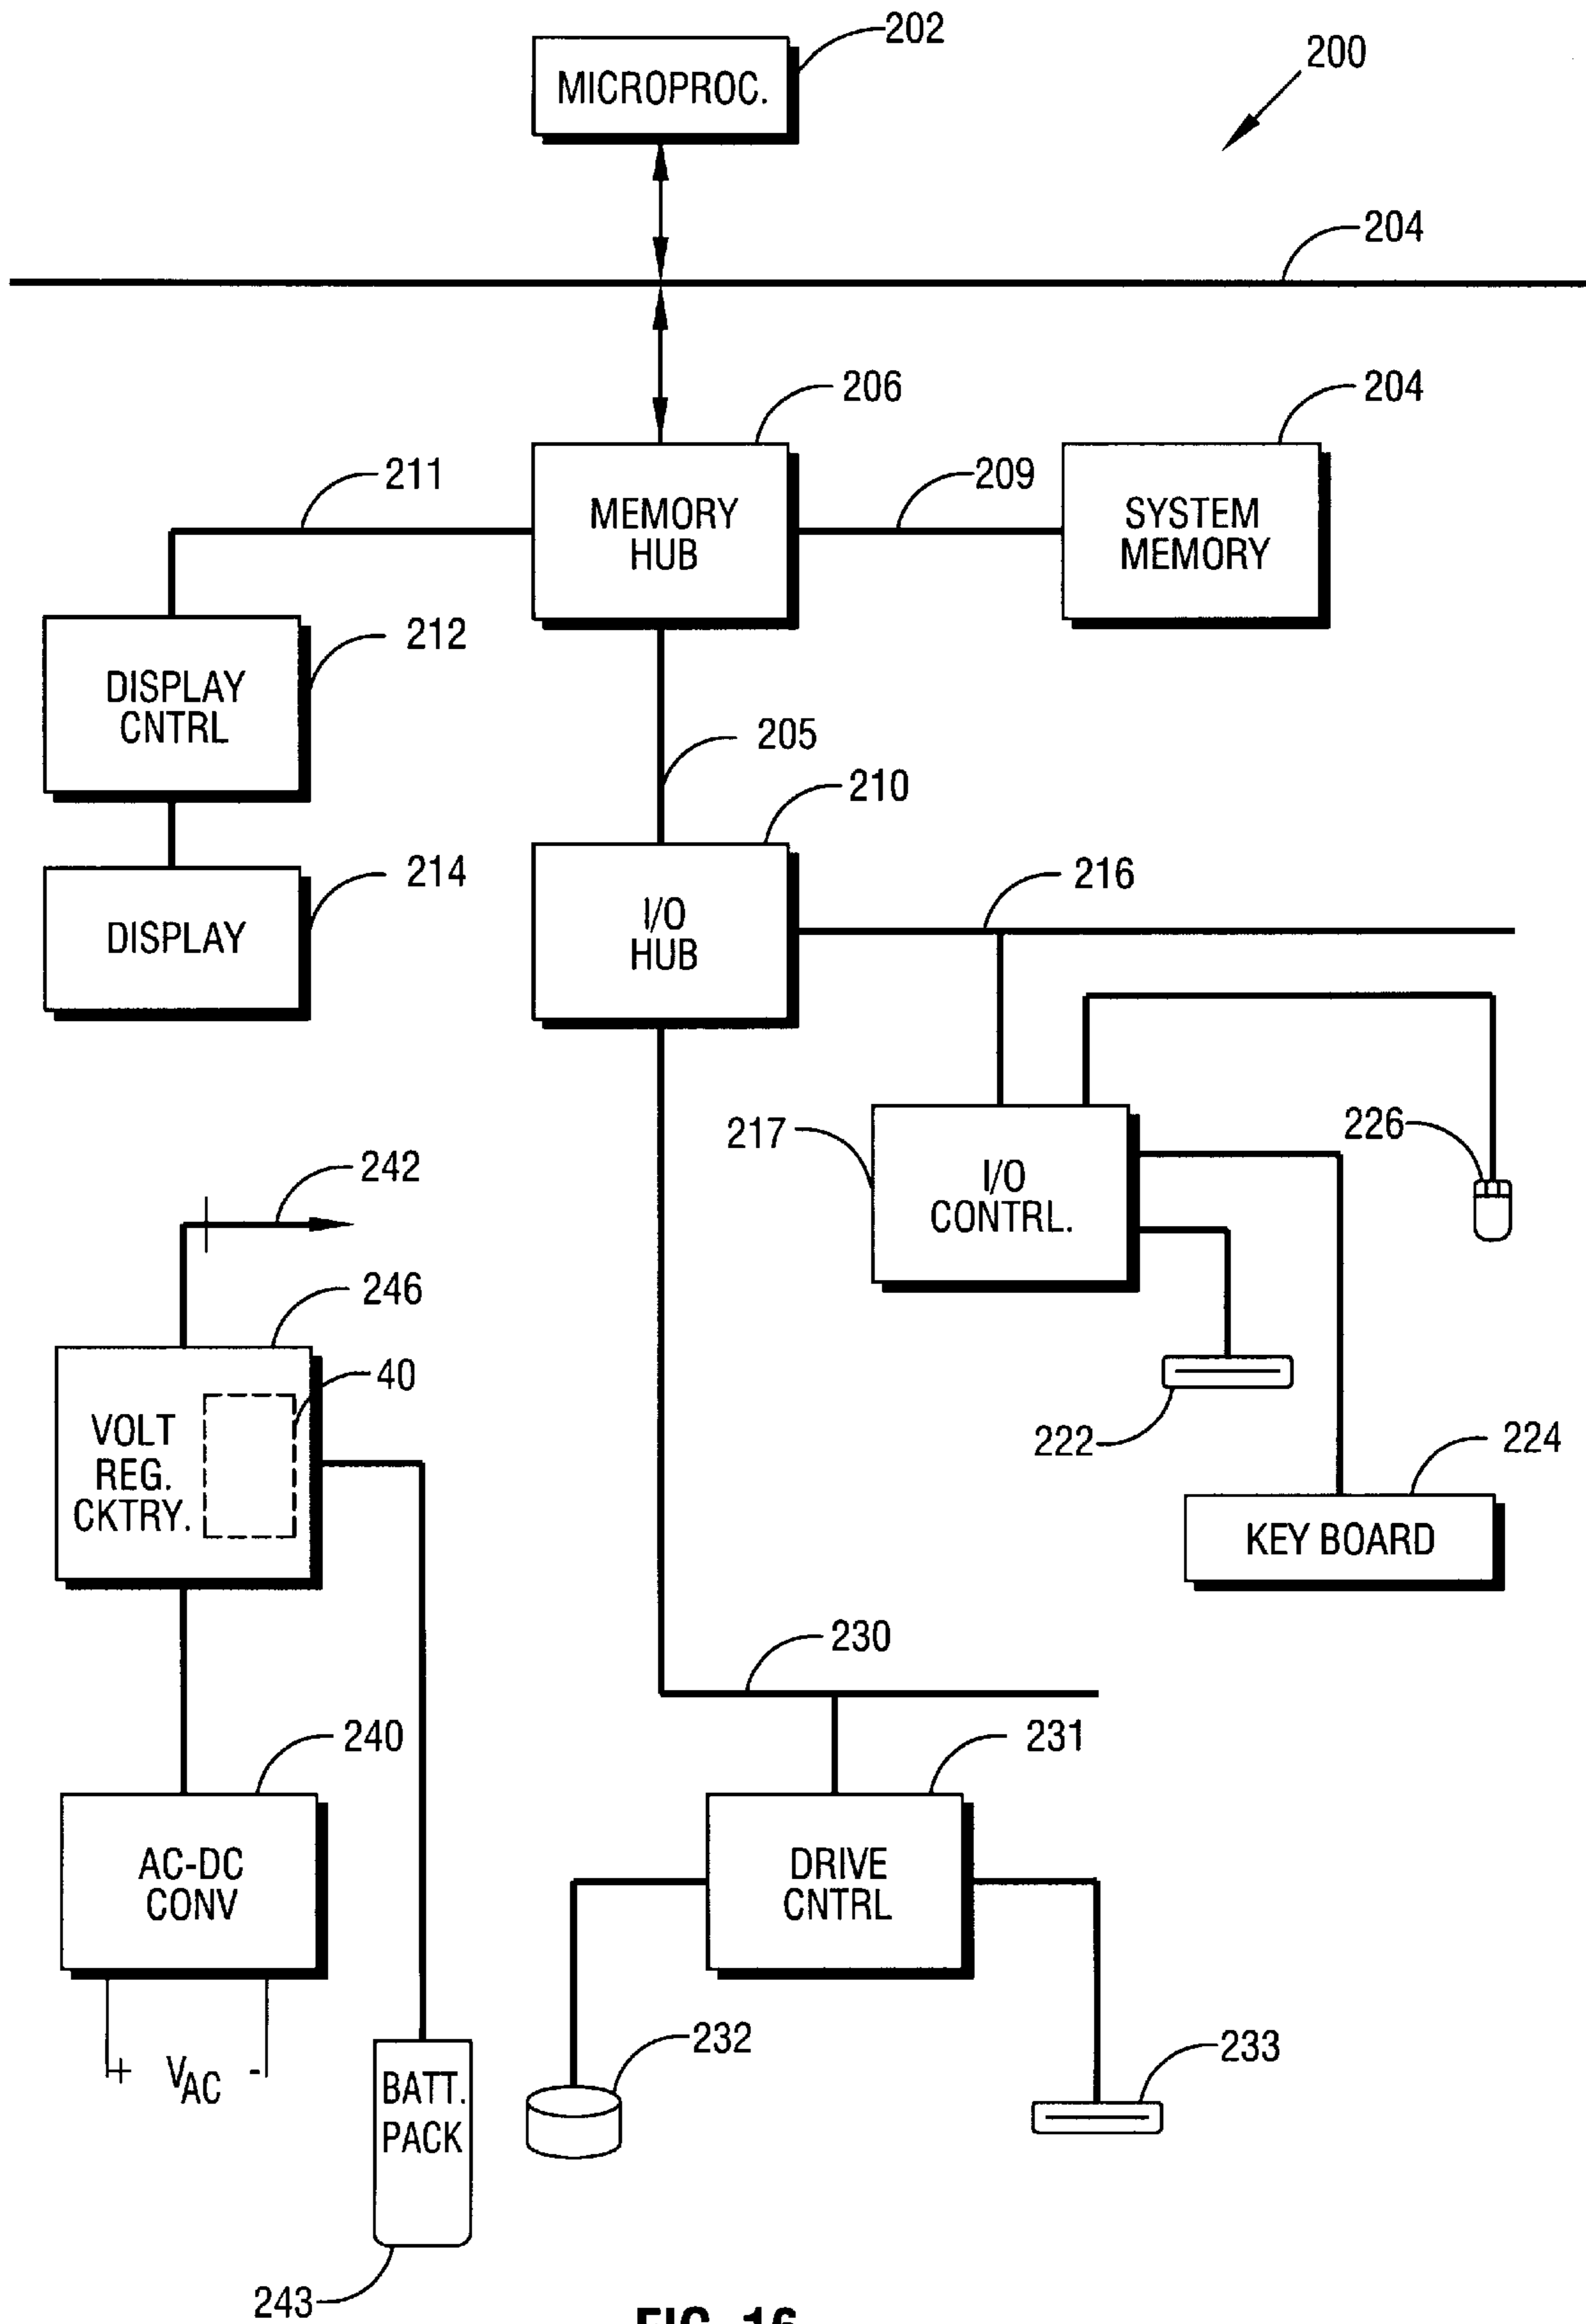 202
MICROPROC.
200
204
206
204
211
209
MEMORY
HUB
SYSTEM
MEMORY
212
DISPLAY
CNTRL
205
210
214
216
DISPLAY
I/O
HUB
217
226
242
I/O
CONTRL.
246
40
VOLT
REG.
CKTRY.
222
224
KEY BOARD
230
240
231
AC-DC
CONV
DRIVE
CNTRL
232
233
+ VAC -
BATT.
PACK
243
FIG. 16